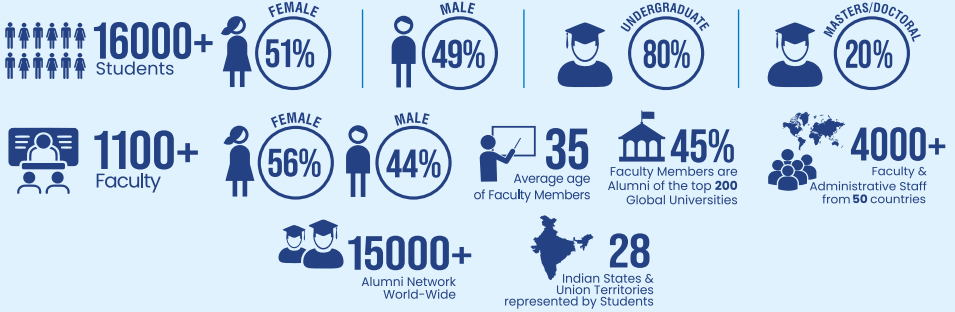 16000+
Students
FEMALE
51%
MALE
49%
UNDERGRADUATE
80%
MASTERS/DOCTORAL
20%
1100+
Faculty
FEMALE
56%
MALE
44%
35
Average age
of Faculty Members
45%
Faculty Members are
Alumni of the top 200
Global Universities
4000+
Faculty &
Administrative Staff
from 50 countries
15000+
Alumni Network
World-Wide
28
Indian States &
Union Territories
represented by Students